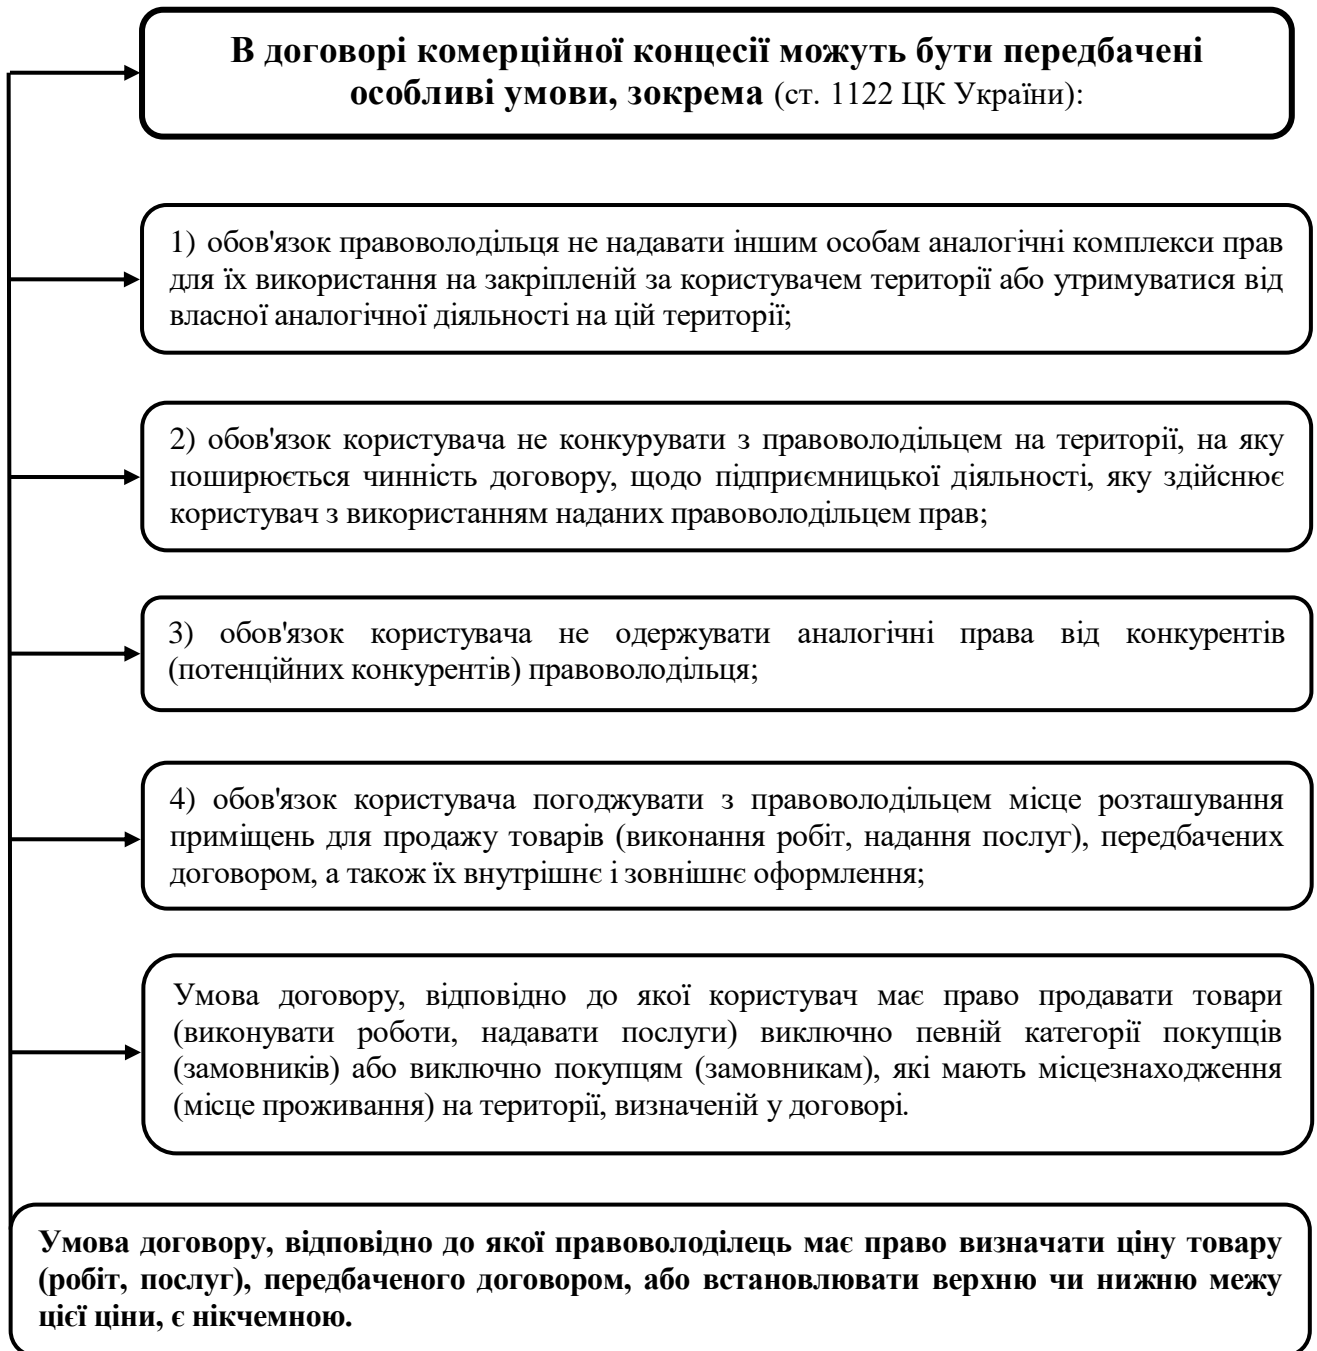 В договорі комерційної концесії можуть бути передбачені
особливі умови, зокрема (ст. 1122 ЦК України):
1) обов'язок правоволодільця не надавати іншим особам аналогічні комплекси прав
для їх використання на закріпленій за користувачем території або утримуватися від
власної аналогічної діяльності на цій території;
2) обов'язок користувача не конкурувати з правоволодільцем на території, на яку
поширюється чинність договору, щодо підприємницької діяльності, яку здійснює
користувач з використанням наданих правоволодільцем прав;
3) обов'язок користувача не одержувати аналогічні права від конкурентів
(потенційних конкурентів) правоволодільця;
4) обов'язок користувача погоджувати з правоволодільцем місце розташування
приміщень для продажу товарів (виконання робіт, надання послуг), передбачених
договором, а також їх внутрішнє і зовнішнє оформлення;
Умова договору, відповідно до якої користувач має право продавати товари
(виконувати роботи, надавати послуги) виключно певній категорії покупців
(замовників) або виключно покупцям (замовникам), які мають місцезнаходження
(місце проживання) на території, визначеній у договорі.
Умова договору, відповідно до якої правоволоділець має право визначати ціну товару
(робіт, послуг), передбаченого договором, або встановлювати верхню чи нижню межу
цієї ціни, є нікчемною.